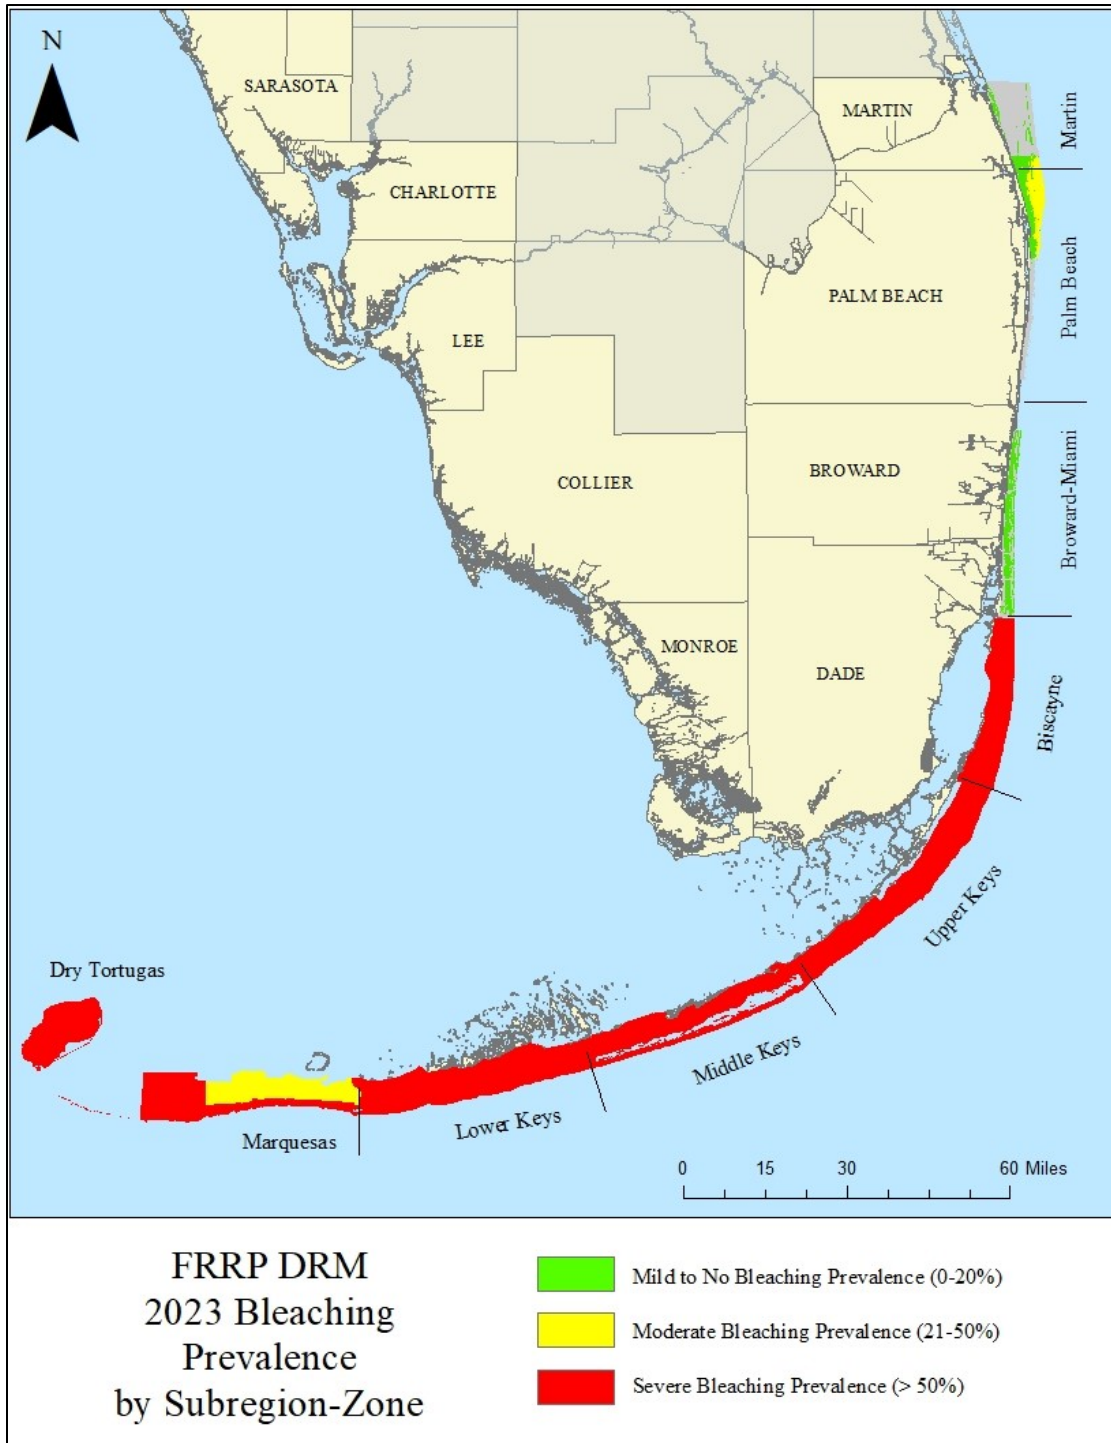 N
SARASOTA
MARTIN
Martin
CHARLOTTE
PALM BEACH
Palm Beach
LEE
COLLIER
BROWARD
Broward-Miami
MONROE
DADE
Biscayne
Upper Keys
Dry Tortugas
Middle Keys
Lower Keys
Marquesas
0 15 30 60 Miles
FRRP DRM
2023 Bleaching
Prevalence
by Subregion-Zone
Mild to No Bleaching Prevalence (0-20%)
Moderate Bleaching Prevalence (21-50%)
Severe Bleaching Prevalence (> 50%)